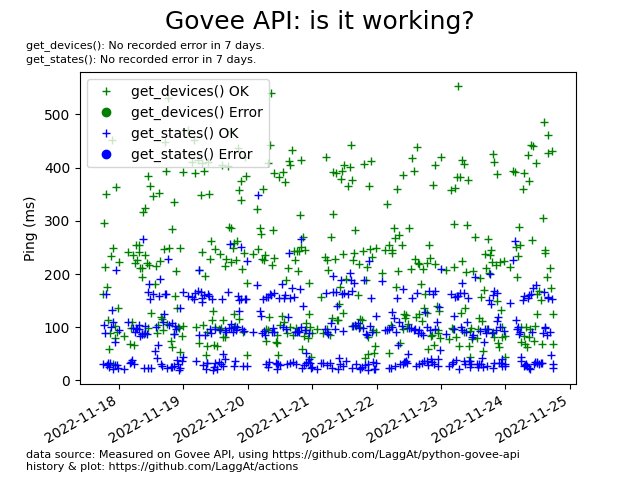 Govee API: is it working?
get_devices(): No recorded error in 7 days.
get_states(): No recorded error in 7 days.
get_devices() OK
get_devices() Error
get_states() OK
get_states() Error
Ping (ms)
500
400
300
200
100
0
2022-11-18
2022-11-19
2022-11-20
2022-11-21
2022-11-22
2022-11-23
2022-11-24
2022-11-25
data source: Measured on Govee API, using https://github.com/LaggAt/python-govee-api
history & plot: https://github.com/LaggAt/actions